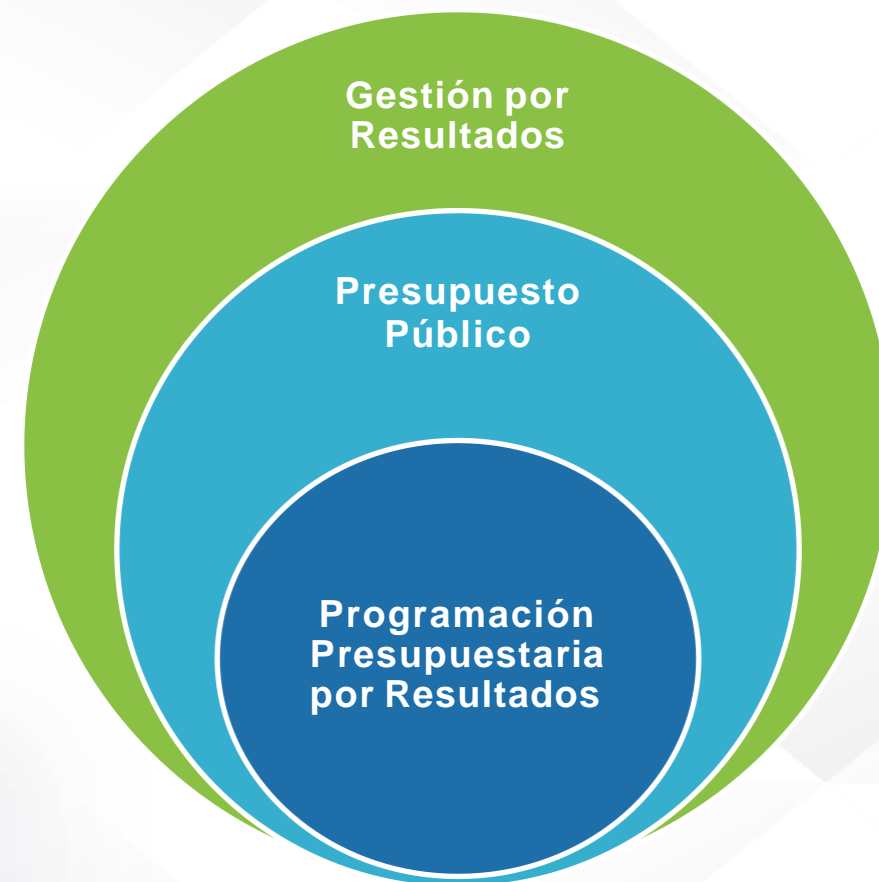 Gestión por
Resultados
Presupuesto
Público
Programación
Presupuestaria
por Resultados